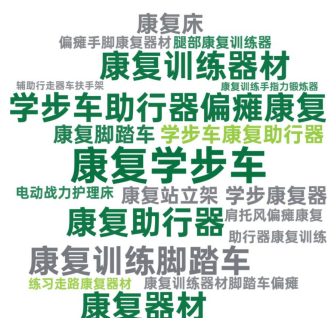 康复床
偏瘫手脚康复器材 腿部康复训练器
康复训练器材
辅助行走器车扶手架 康复训练手指力锻炼器
学步车助行器偏瘫康复
康复脚踏车 学步车康复助行器
康复学步车
电动战力护理床 康复站立架 学步康复器
康复助行器 肩托风偏瘫康复
助行器康复训练
康复训练脚踏车
练习走路康复器材 康复训练器材脚踏车偏瘫
康复器材